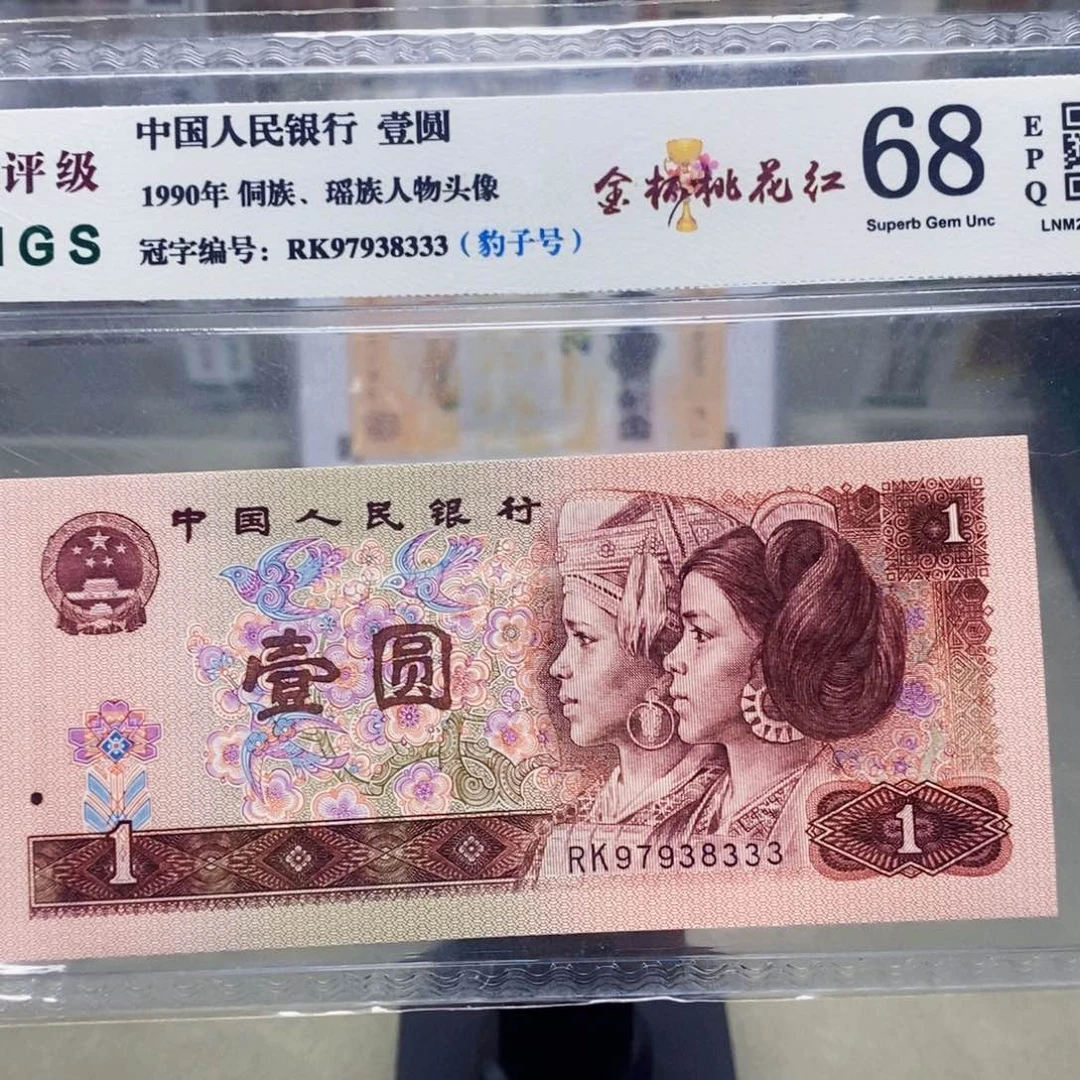 中国人民银行 壹圆
评级
1990年 侗族、瑶族人物头像
GS
冠字编号：RK97938333（豹子号）
金杯桃花红
68
Superb Gem Unc
E
P
Q
LNM2
中国人民银行
1
壹圆
1
RK97938333
1